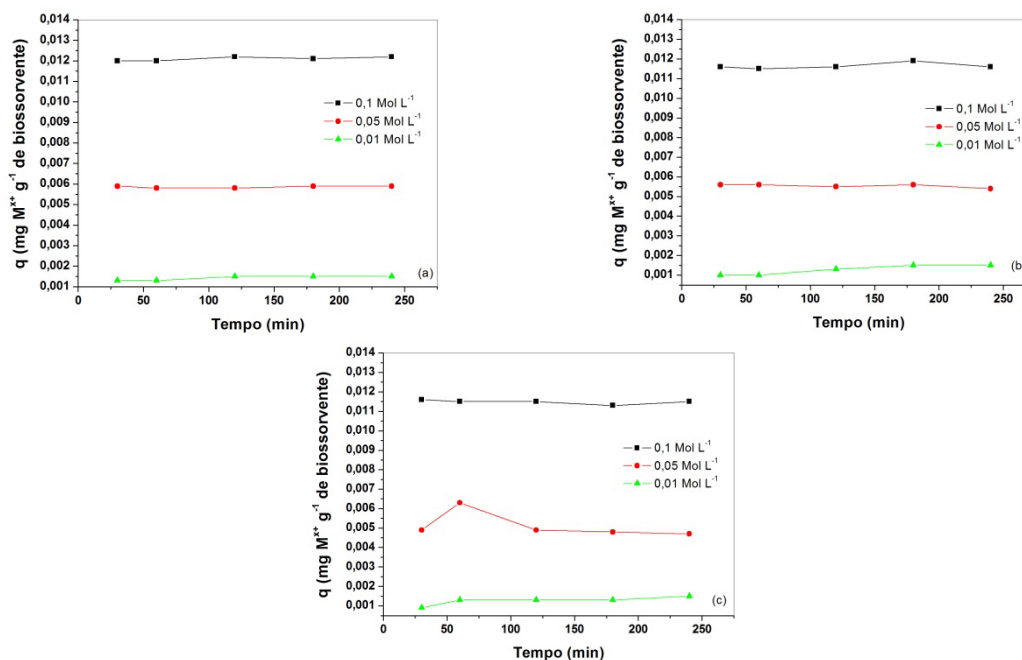 q (mg Mˣ⁺ g⁻¹ de biossorvente)
0,014
0,013
0,012
0,011
0,010
0,009
0,008
0,007
0,006
0,005
0,004
0,003
0,002
0,001
0,1 Mol L⁻¹
0,05 Mol L⁻¹
0,01 Mol L⁻¹
(a)
0 50 100 150 200 250
Tempo (min)
q (mg Mˣ⁺ g⁻¹ de biossorvente)
0,014
0,013
0,012
0,011
0,010
0,009
0,008
0,007
0,006
0,005
0,004
0,003
0,002
0,001
0,1 Mol L⁻¹
0,05 Mol L⁻¹
0,01 Mol L⁻¹
(b
0 50 100 150 200 250
Tempo (min)
q (mg Mˣ⁺ g⁻¹ de biossorvente)
0,014
0,013
0,012
0,011
0,010
0,009
0,008
0,007
0,006
0,005
0,004
0,003
0,002
0,001
0,1 Mol L⁻¹
0,05 Mol L⁻¹
0,01 Mol L⁻¹
(c)
0 50 100 150 200 250
Tempo (min)